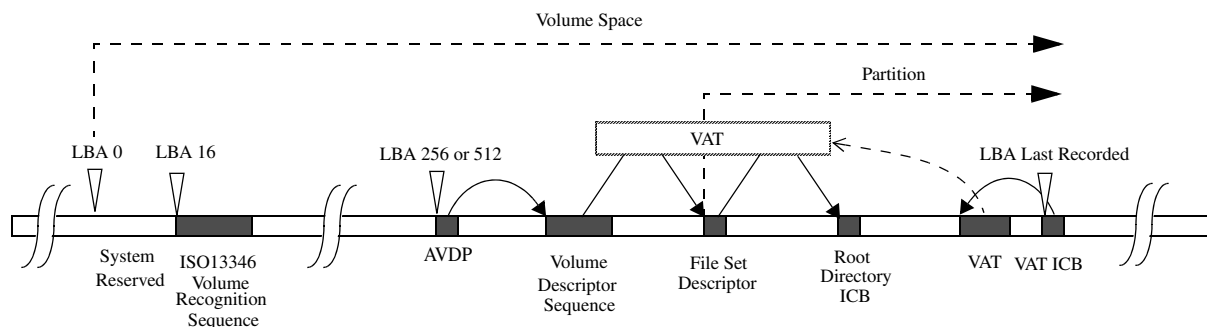 Volume Space
Partition
VAT
LBA 0
LBA 16
LBA 256 or 512
LBA Last Recorded
System
Reserved
ISO13346
Volume
Recognition
Sequence
AVDP
Volume
Descriptor
Sequence
File Set
Descriptor
Root
Directory
ICB
VAT
VAT ICB